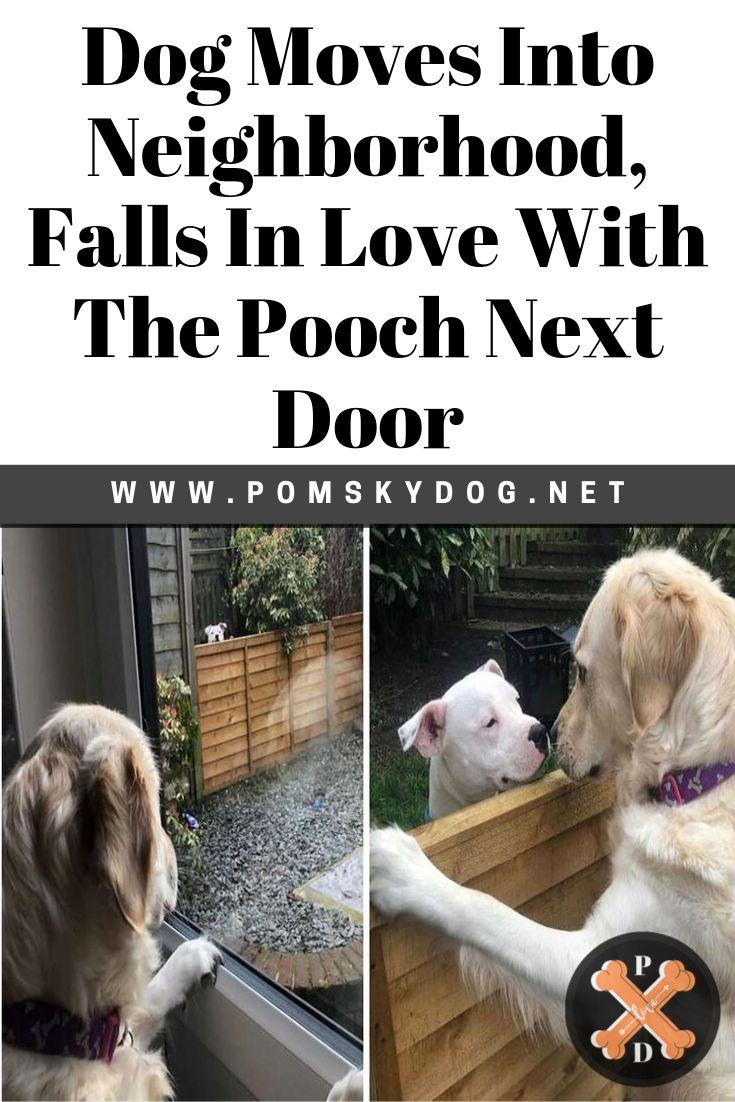 Dog Moves Into
Neighborhood,
Falls In Love With
The Pooch Next
Door
WWW.POMSKYDOG.NET
P
love
D